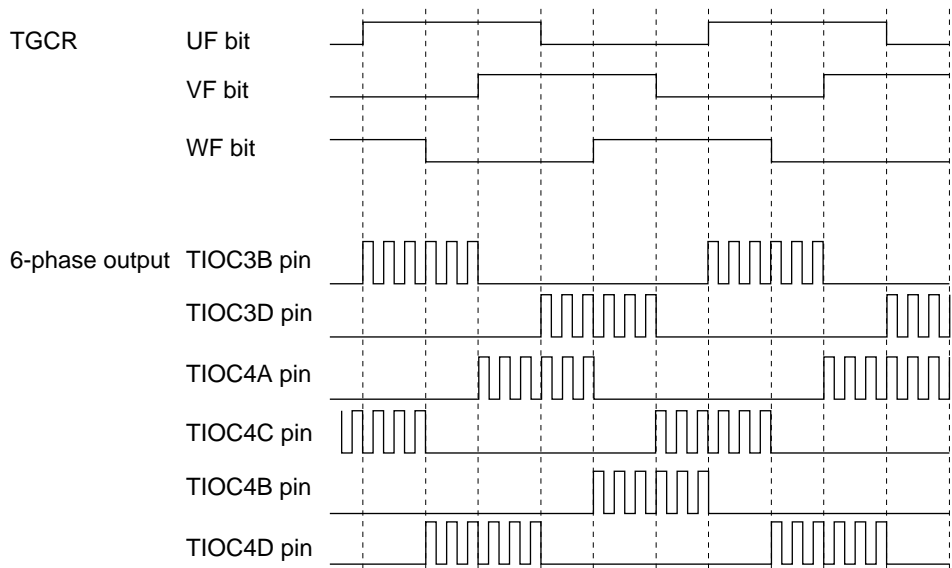 TGCR UF bit
VF bit
WF bit
6-phase output TIOC3B pin
TIOC3D pin
TIOC4A pin
TIOC4C pin
TIOC4B pin
TIOC4D pin